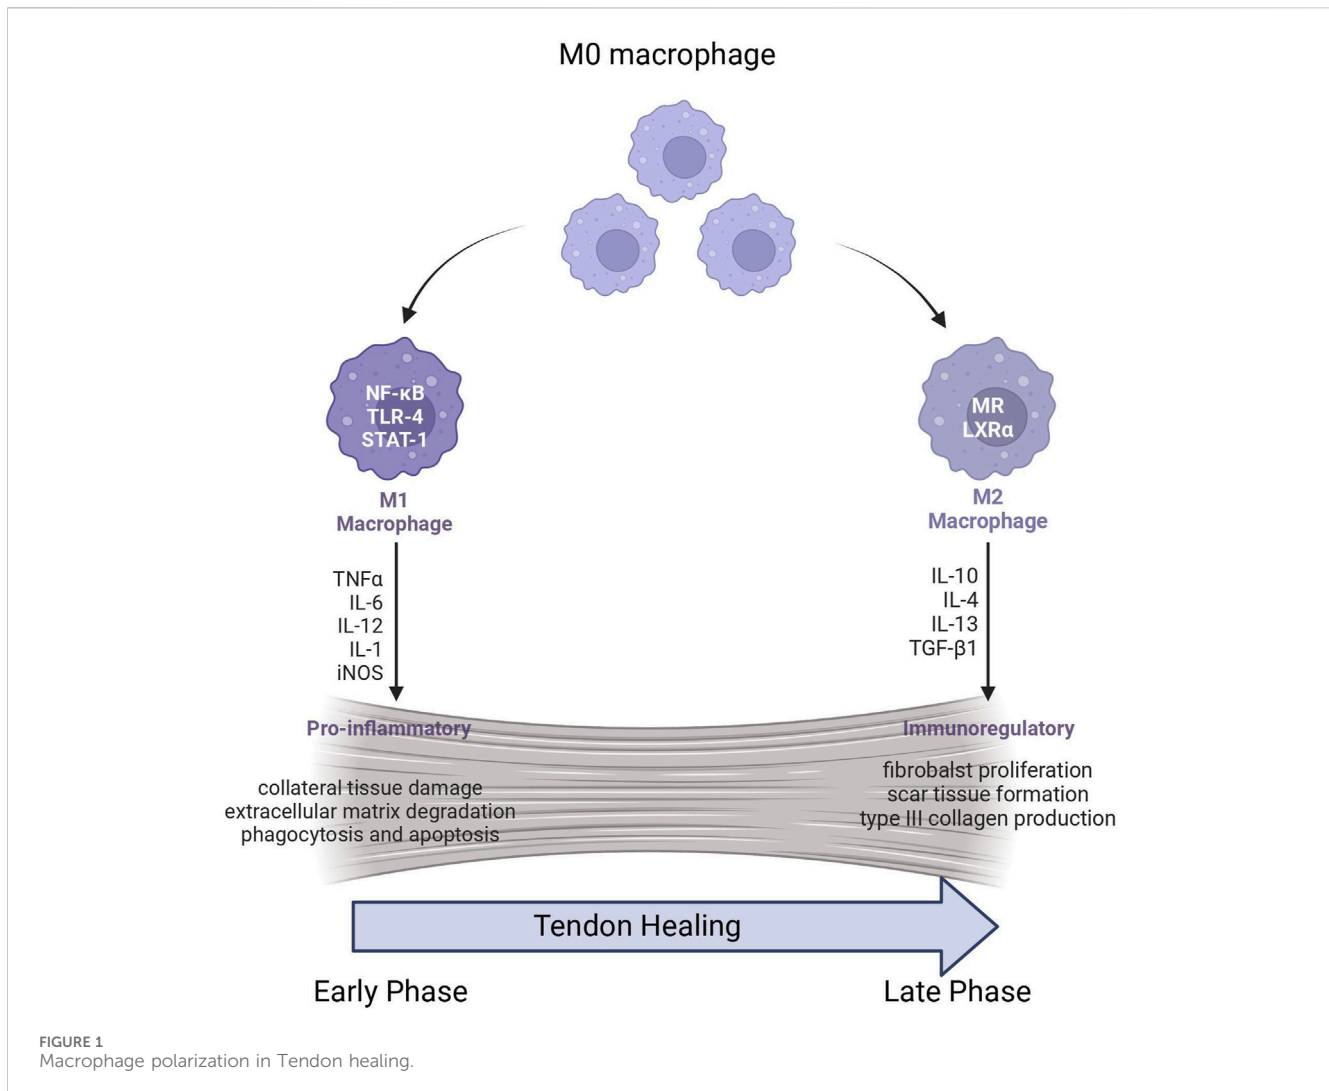 M0 macrophage
NF-κB
TLR-4
STAT-1
M1
Macrophage
MR
LXRα
M2
Macrophage
TNFα
IL-6
IL-12
IL-1
iNOS
IL-10
IL-4
IL-13
TGF-β1
Pro-inflammatory
collateral tissue damage
extracellular matrix degradation
phagocytosis and apoptosis
Immunoregulatory
fibrobalst proliferation
scar tissue formation
type III collagen production
Tendon Healing
Early Phase
Late Phase
FIGURE 1
Macrophage polarization in Tendon healing.